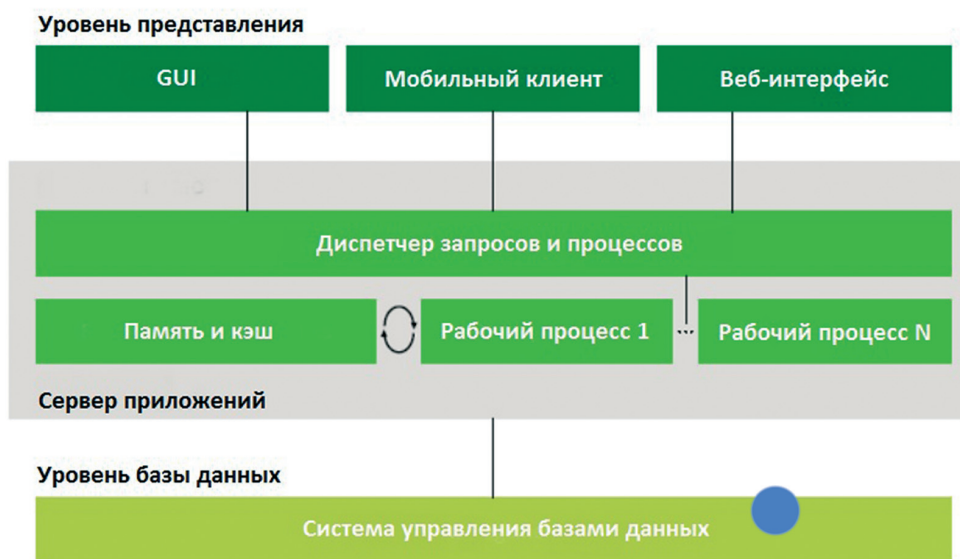 Уровень представления
GUI
Мобильный клиент
Веб-интерфейс
Диспетчер запросов и процессов
Память и кэш
Рабочий процесс 1
...
Рабочий процесс N
Сервер приложений
Уровень базы данных
Система управления базами данных